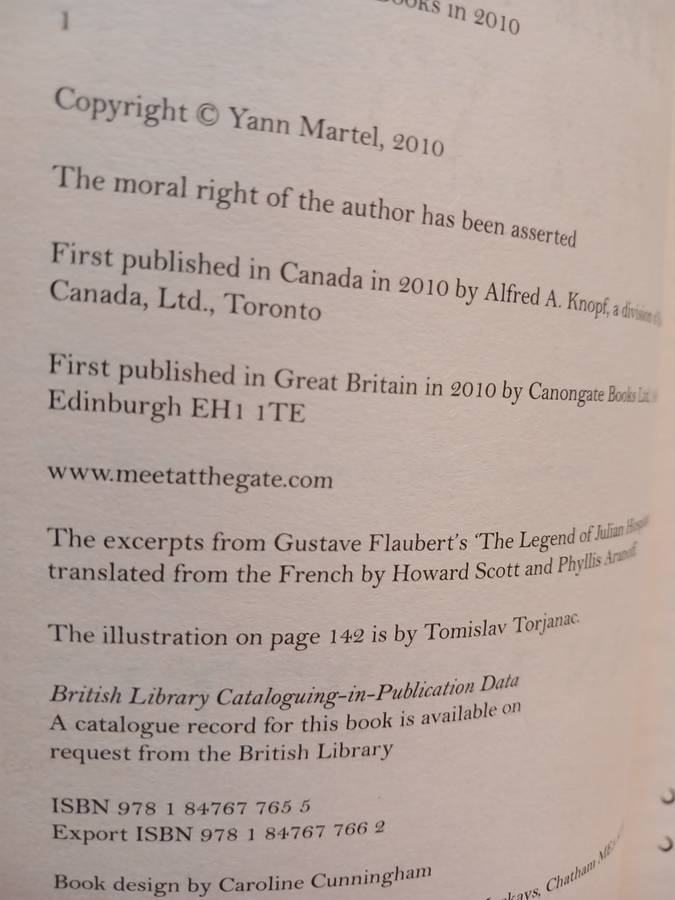 in 2010
1
Copyright © Yann Martel, 2010
The moral right of the author has been asserted
First published in Canada in 2010 by Alfred A. Knopf, a division
Canada, Ltd., Toronto
First published in Great Britain in 2010 by Canongate Books Ltd,
Edinburgh EH1 1TE
www.meetatthegate.com
The excerpts from Gustave Flaubert's 'The Legend of Julian
translated from the French by Howard Scott and Phyllis
The illustration on page 142 is by Tomislav Torjanac.
British Library Cataloguing-in-Publication Data
A catalogue record for this book is available on
request from the British Library
ISBN 978 1 84767 765 5
Export ISBN 978 1 84767 766 2
Book design by Caroline Cunningham
Chatham